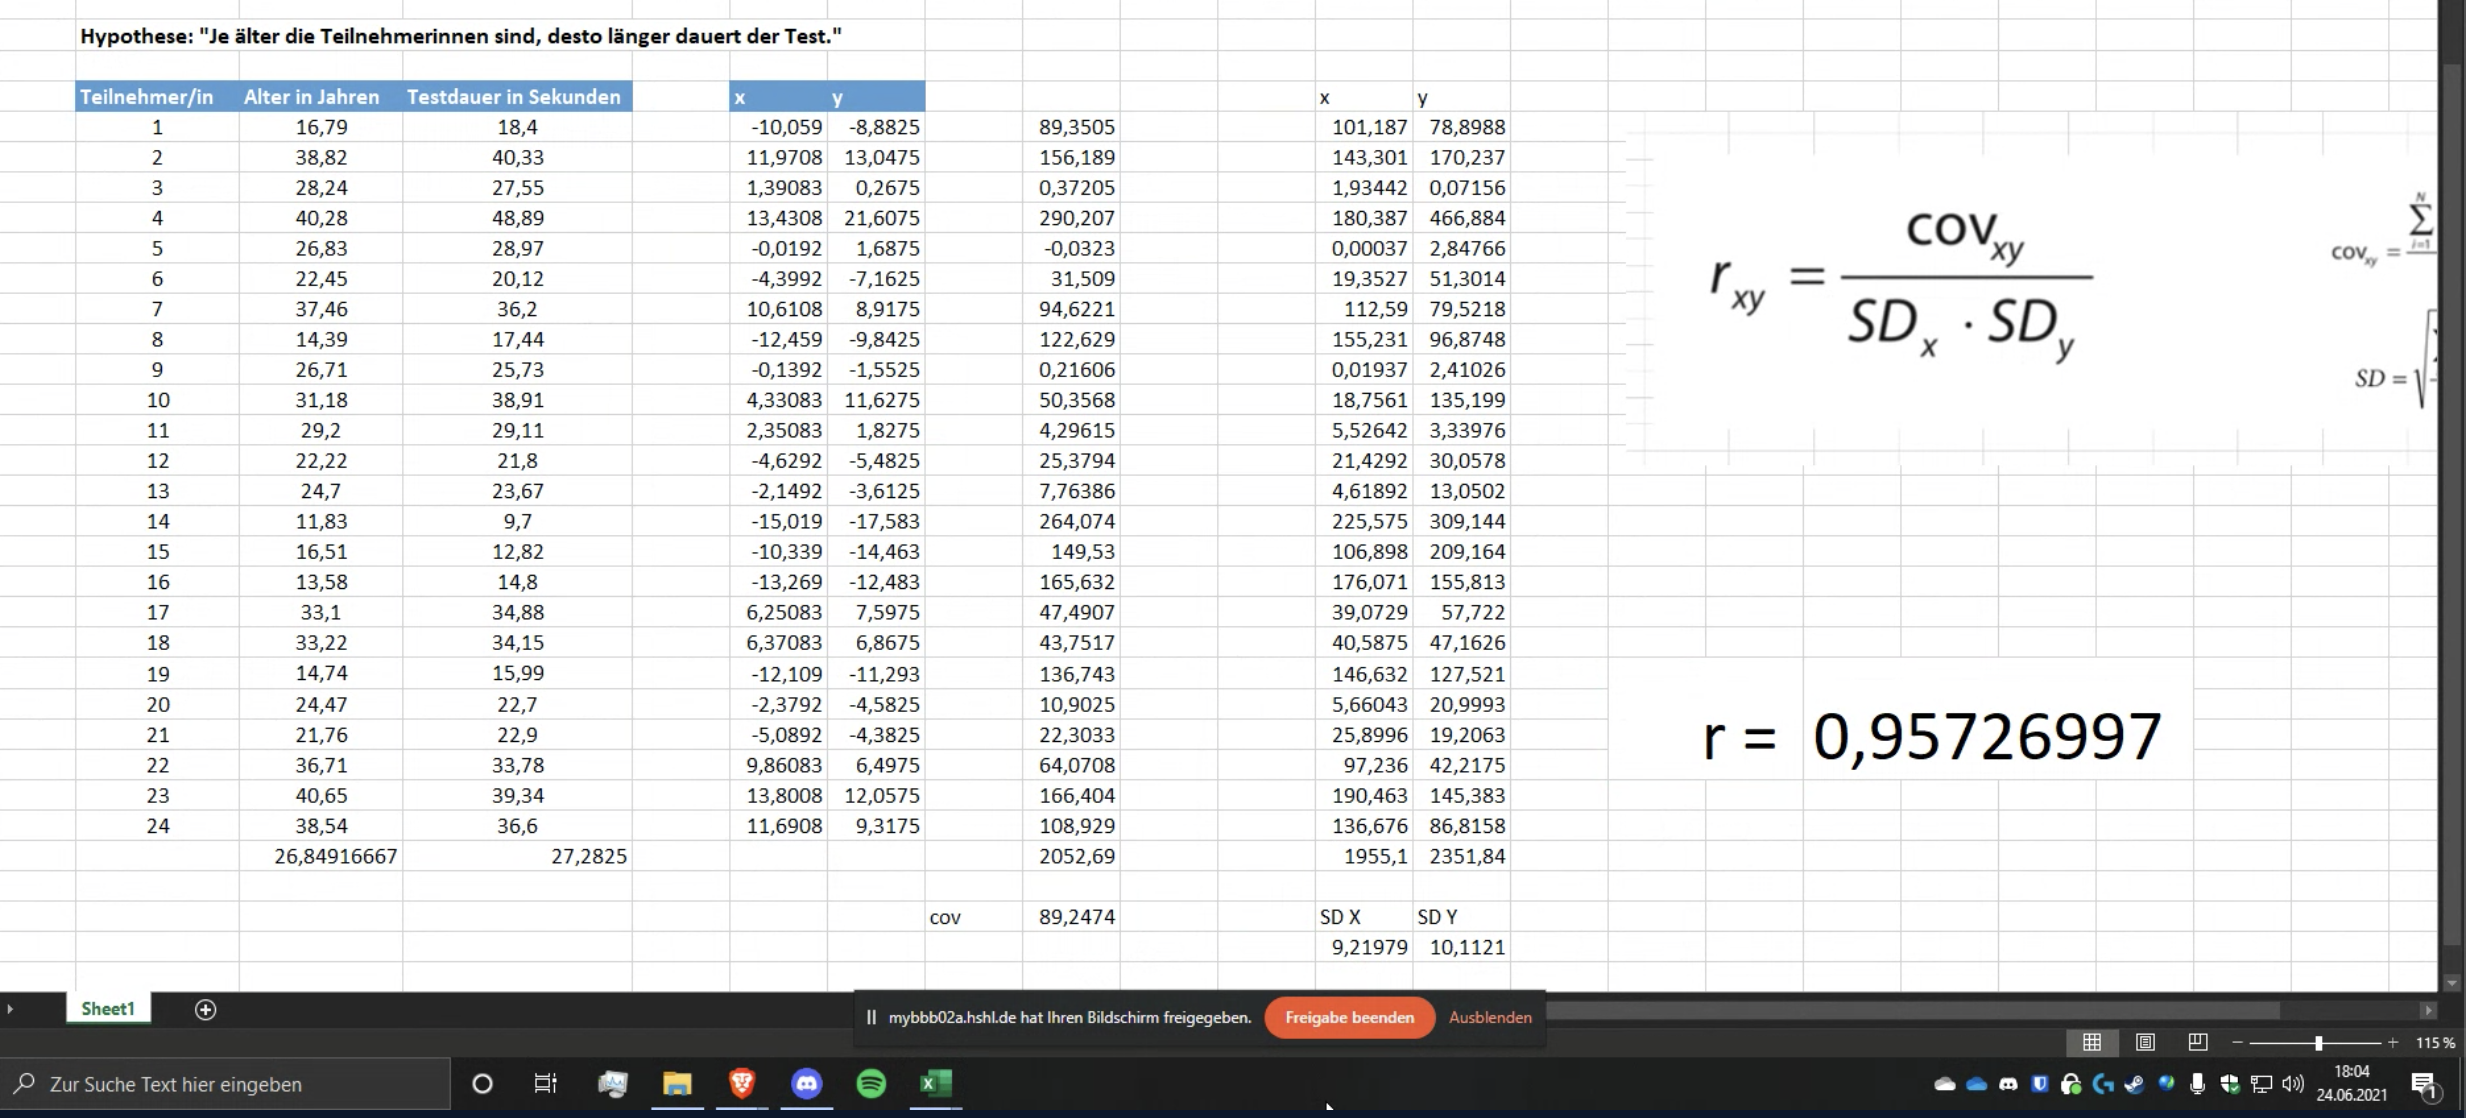 Hypothese: "Je älter die Teilnehmerinnen sind, desto länger dauert der Test."
Teilnehmer/in Alter in Jahren Testdauer in Sekunden x y x y
1 16,79 18,4 -10,059 -8,8825 89,3505 101,187 78,8988
2 38,82 40,33 11,9708 13,0475 156,189 143,301 170,237
3 28,24 27,55 1,39083 0,2675 0,37205 1,93442 0,07156
4 40,28 48,89 13,4308 21,6075 290,207 180,387 466,884
5 26,83 28,97 -0,0192 1,6875 -0,0323 0,00037 2,84766
6 22,45 20,12 -4,3992 -7,1625 31,509 19,3527 51,3014
7 37,46 36,2 10,6108 8,9175 94,6221 112,59 79,5218
8 14,39 17,44 -12,459 -9,8425 122,629 155,231 96,8748
9 26,71 25,73 -0,1392 -1,5525 0,21606 0,01937 2,41026
10 31,18 38,91 4,33083 11,6275 50,3568 18,7561 135,199
11 29,2 29,11 2,35083 1,8275 4,29615 5,52642 3,33976
12 22,22 21,8 -4,6292 -5,4825 25,3794 21,4292 30,0578
13 24,7 23,67 -2,1492 -3,6125 7,76386 4,61892 13,0502
14 11,83 9,7 -15,019 -17,583 264,074 225,575 309,144
15 16,51 12,82 -10,339 -14,463 149,53 106,898 209,164
16 13,58 14,8 -13,269 -12,483 165,632 176,071 155,813
17 33,1 34,88 6,25083 7,5975 47,4907 39,0729 57,722
18 33,22 34,15 6,37083 6,8675 43,7517 40,5875 47,1626
19 14,74 15,99 -12,109 -11,293 136,743 146,632 127,521
20 24,47 22,7 -2,3792 -4,5825 10,9025 5,66043 20,9993
21 21,76 22,9 -5,0892 -4,3825 22,3033 25,8996 19,2063
22 36,71 33,78 9,86083 6,4975 64,0708 97,236 42,2175
23 40,65 39,34 13,8008 12,0575 166,404 190,463 145,383
24 38,54 36,6 11,6908 9,3175 108,929 136,676 86,8158
26,84916667 27,2825 2052,69 1955,1 2351,84
cov 89,2474 SD X SD Y
9,21979 10,1121
cov xy
r xy =
SD x · SD y
N
∑
i=1
cov xy =
SD = √
r = 0,95726997
Sheet1
mybbb02a.hshl.de hat Ihren Bildschirm freigegeben. Freigabe beenden Ausblenden
115 %
Zur Suche Text hier eingeben
18:04
24.06.2021
1